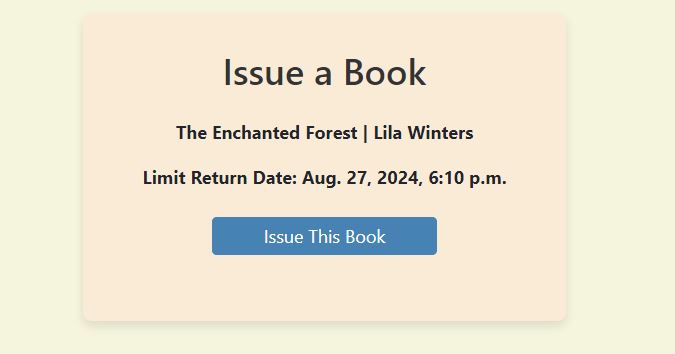 Issue a Book
The Enchanted Forest | Lila Winters
Limit Return Date: Aug. 27, 2024, 6:10 p.m.
Issue This Book